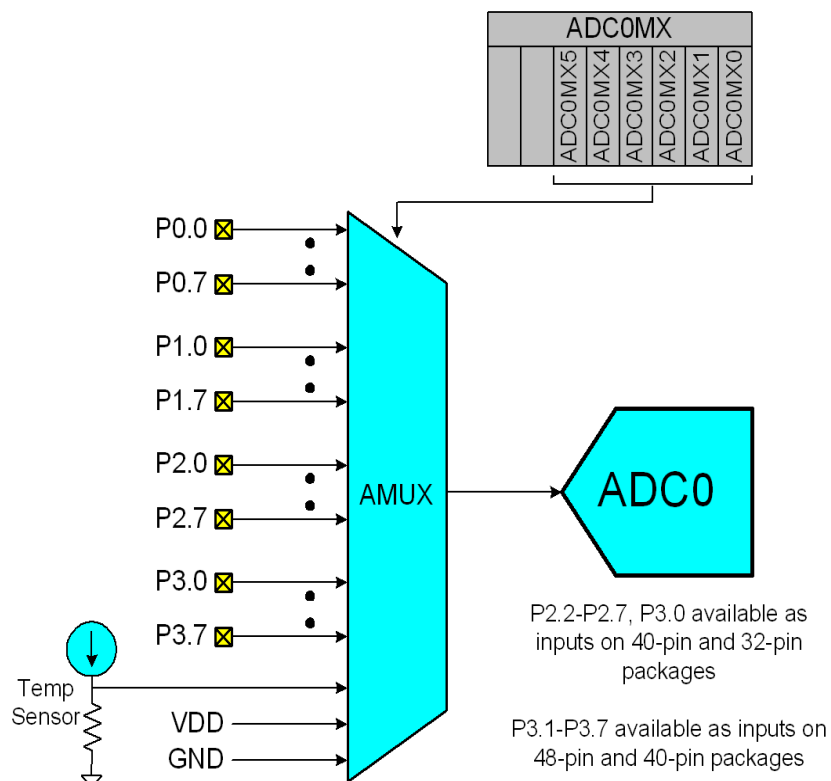 ADC0MX
ADC0MX5
ADC0MX4
ADC0MX3
ADC0MX2
ADC0MX1
ADC0MX0
P0.0
P0.7
P1.0
P1.7
P2.0
P2.7
P3.0
P3.7
AMUX
ADC0
Temp
Sensor
VDD
GND
P2.2-P2.7, P3.0 available as
inputs on 40-pin and 32-pin
packages
P3.1-P3.7 available as inputs on
48-pin and 40-pin packages